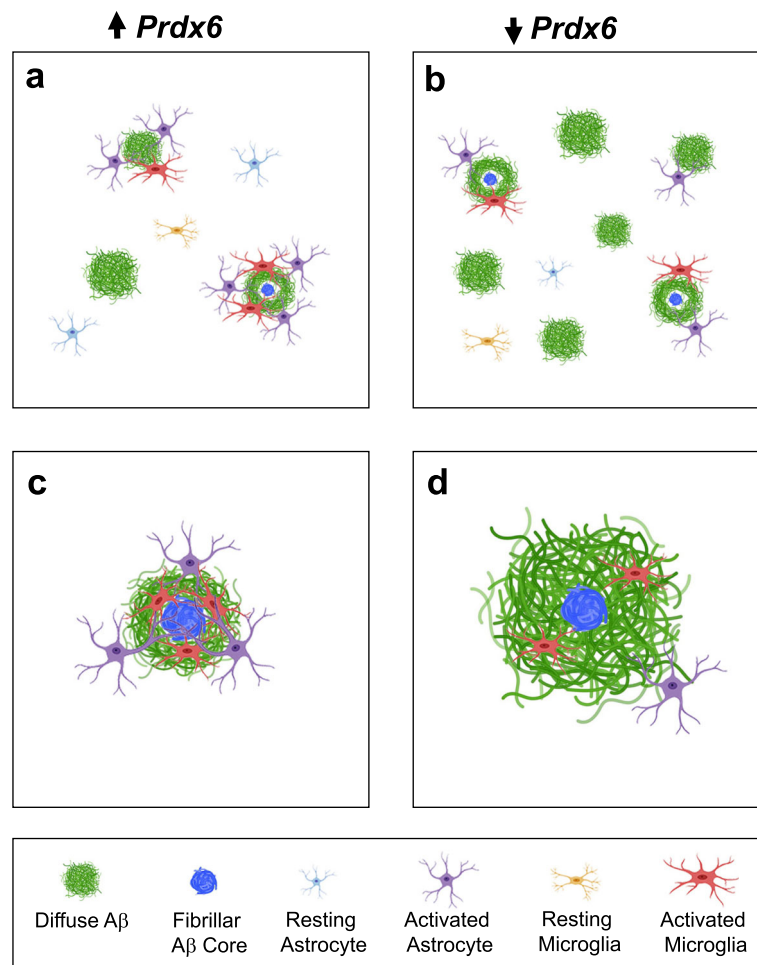 ↑ Prdx6
↓ Prdx6
a
b
c
d
Diffuse Aβ
Fibrillar
Aβ Core
Resting
Astrocyte
Activated
Astrocyte
Resting
Microglia
Activated
Microglia